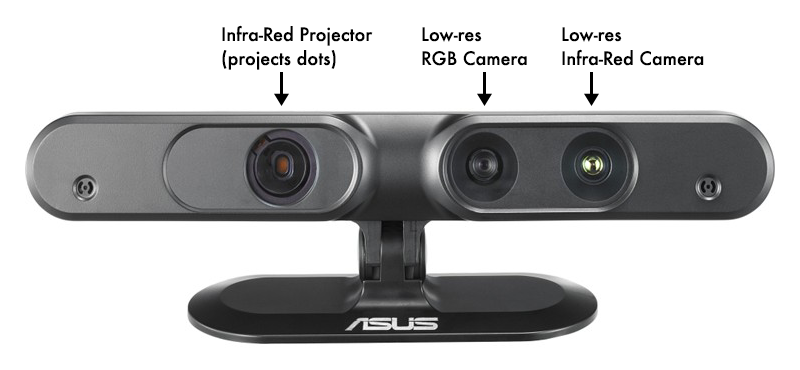 Infra-Red Projector
(projects dots)
Low-res
RGB Camera
Low-res
Infra-Red Camera
ASUS